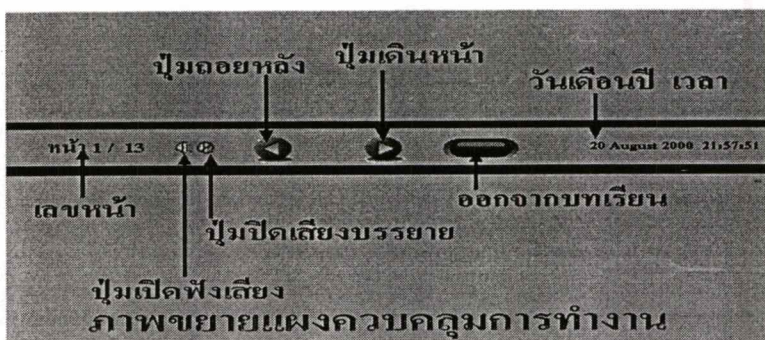 ปุ่มถอยหลัง ปุ่มเดินหน้า
วันเดือนปี เวลา
หน้า 1 / 13 20 August 2000 21:57:51
เลขหน้า ออกจากบทเรียน
ปุ่มปิดเสียงบรรยาย
ปุ่มเปิดฟังเสียง
ภาพขยายแผงควบคลุมการทำงาน